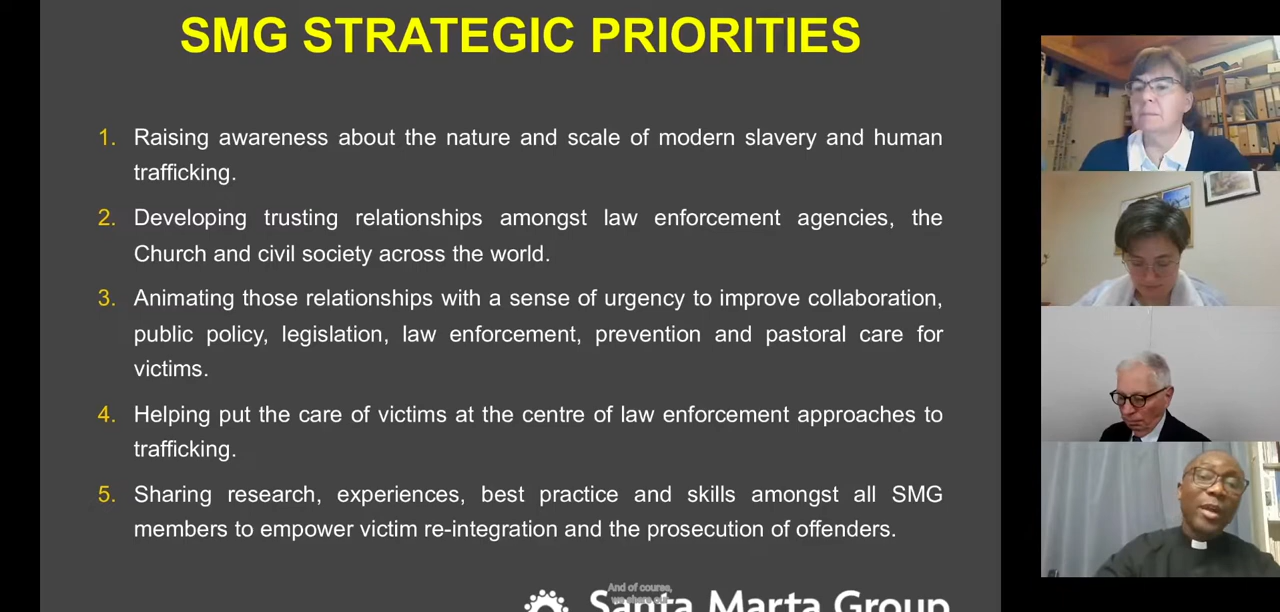 SMG STRATEGIC PRIORITIES
1. Raising awareness about the nature and scale of modern slavery and human
trafficking.
2. Developing trusting relationships amongst law enforcement agencies, the
Church and civil society across the world.
3. Animating those relationships with a sense of urgency to improve collaboration,
public policy, legislation, law enforcement, prevention and pastoral care for
victims.
4. Helping put the care of victims at the centre of law enforcement approaches to
trafficking.
5. Sharing research, experiences, best practice and skills amongst all SMG
members to empower victim re-integration and the prosecution of offenders.
And of course,
we share our
Santa Marta Group